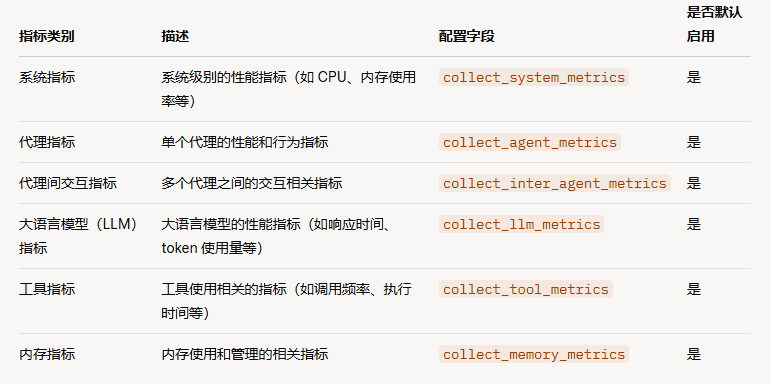 指标类别 描述 配置字段 是否默认
启用
系统指标 系统级别的性能指标（如 CPU、内存使用 collect_system_metrics 是
率等）
代理指标 单个代理的性能和行为指标 collect_agent_metrics 是
代理间交互指标 多个代理之间的交互相关指标 collect_inter_agent_metrics 是
大语言模型（LLM） 大语言模型的性能指标（如响应时间、 collect_llm_metrics 是
指标 token 使用量等）
工具指标 工具使用相关的指标（如调用频率、执行 collect_tool_metrics 是
时间等）
内存指标 内存使用和管理的相关指标 collect_memory_metrics 是